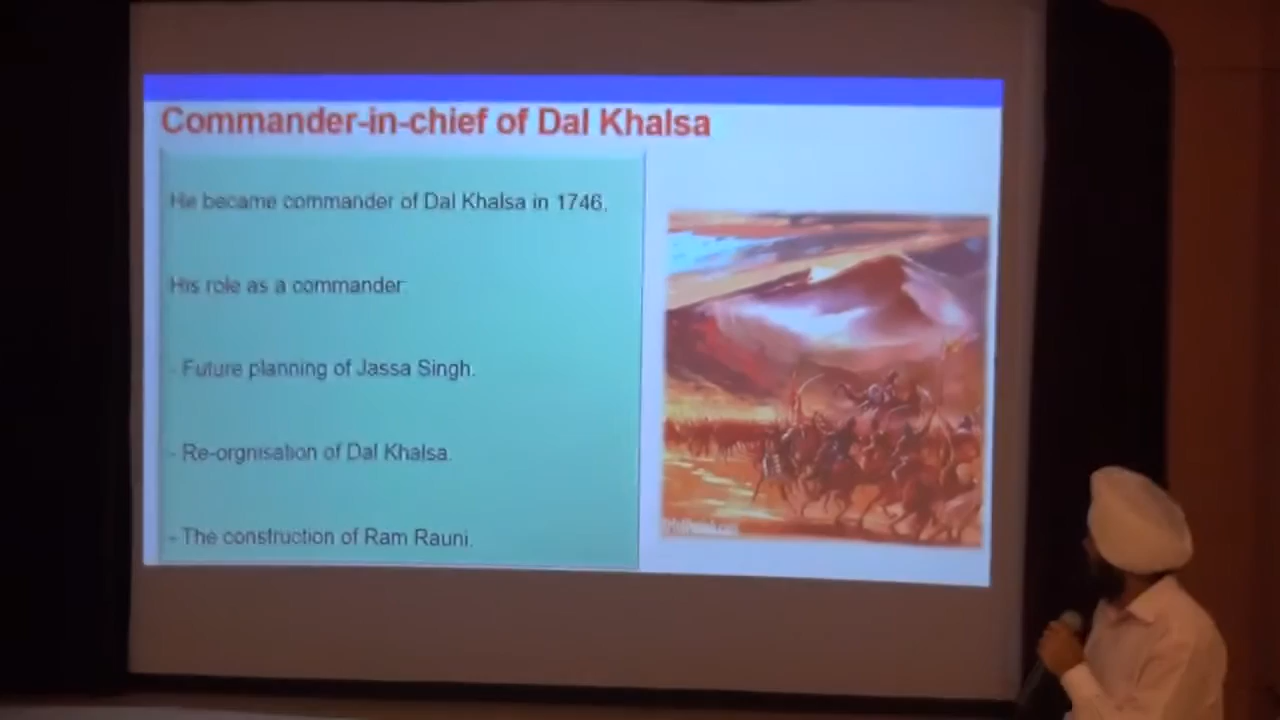 Commander-in-chief of Dal Khalsa
He became commander of Dal Khalsa in 1746.
His role as a commander:
- Future planning of Jassa Singh.
- Re-orgnisation of Dal Khalsa.
- The construction of Ram Rauni.